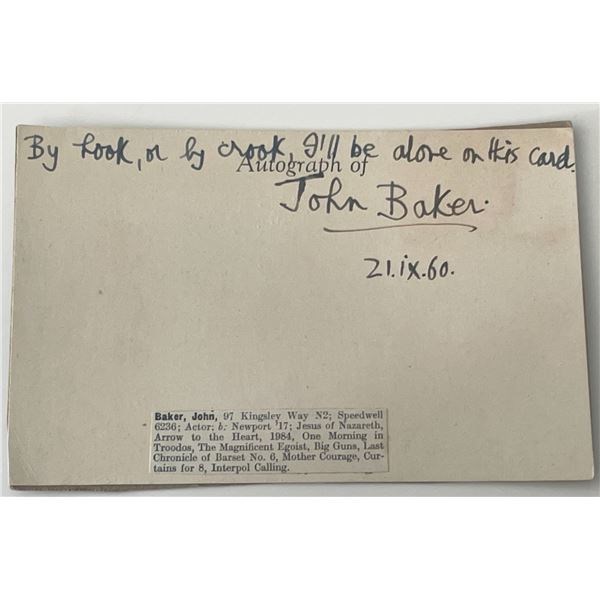 By hook, or by crook, I'll be alone on this card.
Autograph of
John Baker.
21.ix.60.
Baker, John, 97 Kingsley Way N2; Speedwell
6236; Actor; b: Newport '17; Jesus of Nazareth,
Arrow to the Heart, 1984, One Morning in
Troodos, The Magnificent Egoist, Big Guns, Last
Chronicle of Barset No. 6, Mother Courage, Cur-
tains for 8, Interpol Calling.